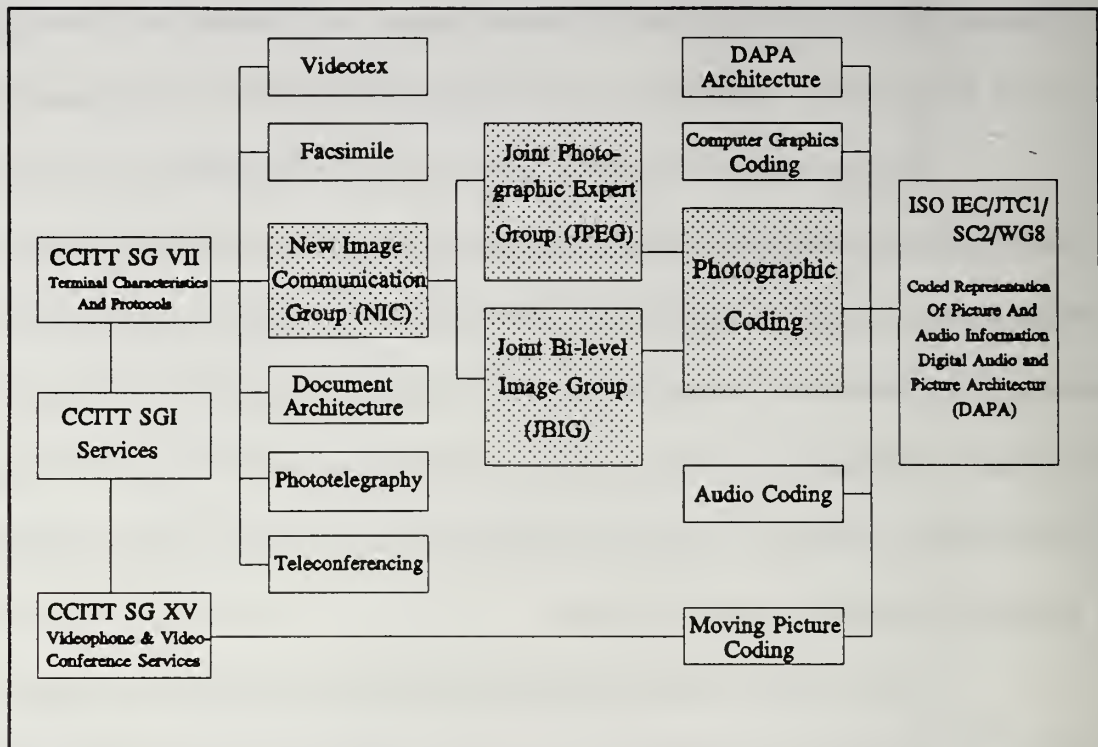 Videotex
Facsimile
New Image
Communication
Group (NIC)
Document
Architecture
Phototelegraphy
Teleconferencing
CCITT SG VII
Terminal Characteristics
And Protocols
CCITT SGI
Services
CCITT SG XV
Videophone & Video-
Conference Services
Joint Photo-
graphic Expert
Group (JPEG)
Joint Bi-level
Image Group
(JBIG)
DAPA
Architecture
Computer Graphics
Coding
Photographic
Coding
Audio Coding
Moving Picture
Coding
ISO IEC/JTC1/
SC2/WG8
Coded Representation
Of Picture And
Audio Information
Digital Audio and
Picture Architectur
(DAPA)